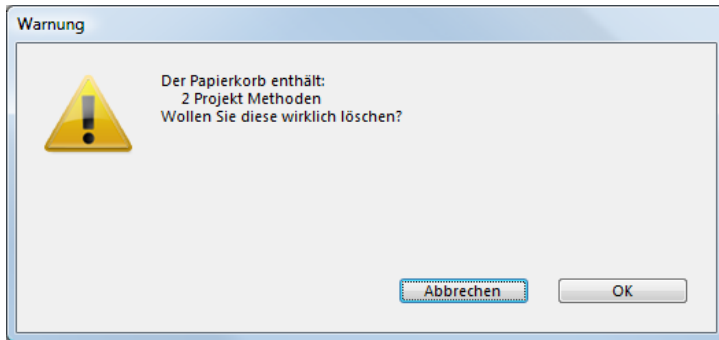 Warnung
Der Papierkorb enthält:
2 Projekt Methoden
Wollen Sie diese wirklich löschen?
Abbrechen
OK